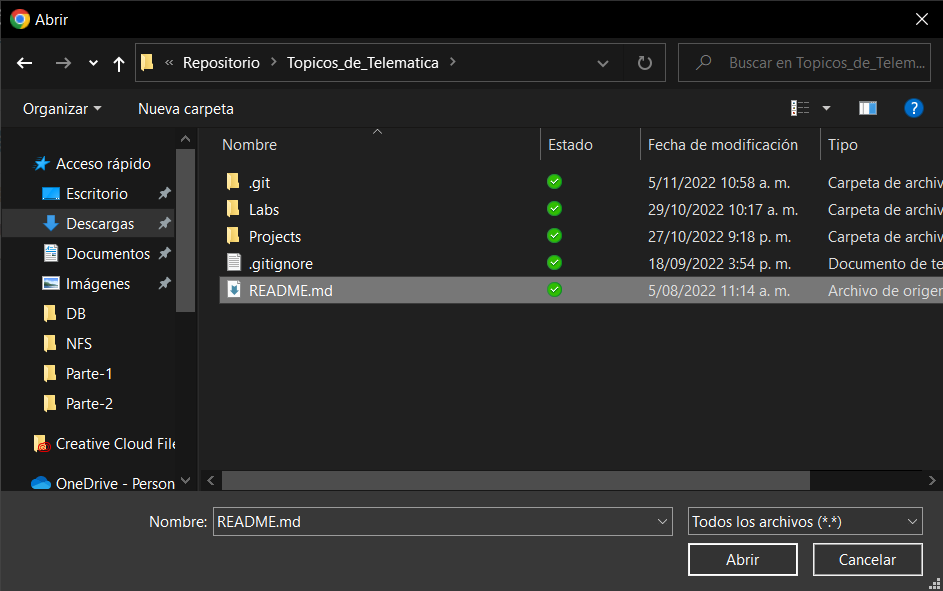 Abrir
« Repositorio > Topicos_de_Telematica >
Buscar en Topicos_de_Telem...
Organizar
Nueva carpeta
?
Acceso rápido
Escritorio
Descargas
Documentos
Imágenes
DB
NFS
Parte-1
Parte-2
Creative Cloud File
OneDrive - Person
Nombre Estado Fecha de modificación Tipo
.git 5/11/2022 10:58 a. m. Carpeta de archiv
Labs 29/10/2022 10:17 a. m. Carpeta de archiv
Projects 27/10/2022 9:18 p. m. Carpeta de archiv
.gitignore 18/09/2022 3:54 p. m. Documento de te
README.md 5/08/2022 11:14 a. m. Archivo de origen
Nombre: README.md
Todos los archivos (*.*)
Abrir
Cancelar